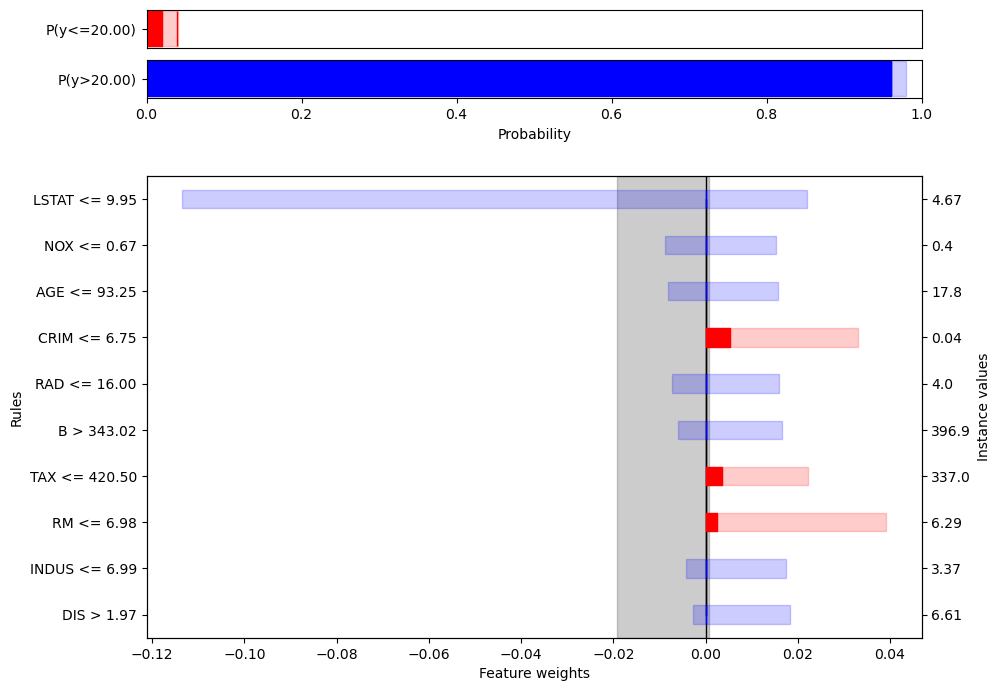 P(y<=20.00)
P(y>20.00)
0.0 0.2 0.4 0.6 0.8 1.0
Probability
Rules
LSTAT <= 9.95 4.67
NOX <= 0.67 0.4
AGE <= 93.25 17.8
CRIM <= 6.75 0.04
RAD <= 16.00 4.0
B > 343.02 396.9
TAX <= 420.50 337.0
RM <= 6.98 6.29
INDUS <= 6.99 3.37
DIS > 1.97 6.61
Instance values
−0.12 −0.10 −0.08 −0.06 −0.04 −0.02 0.00 0.02 0.04
Feature weights